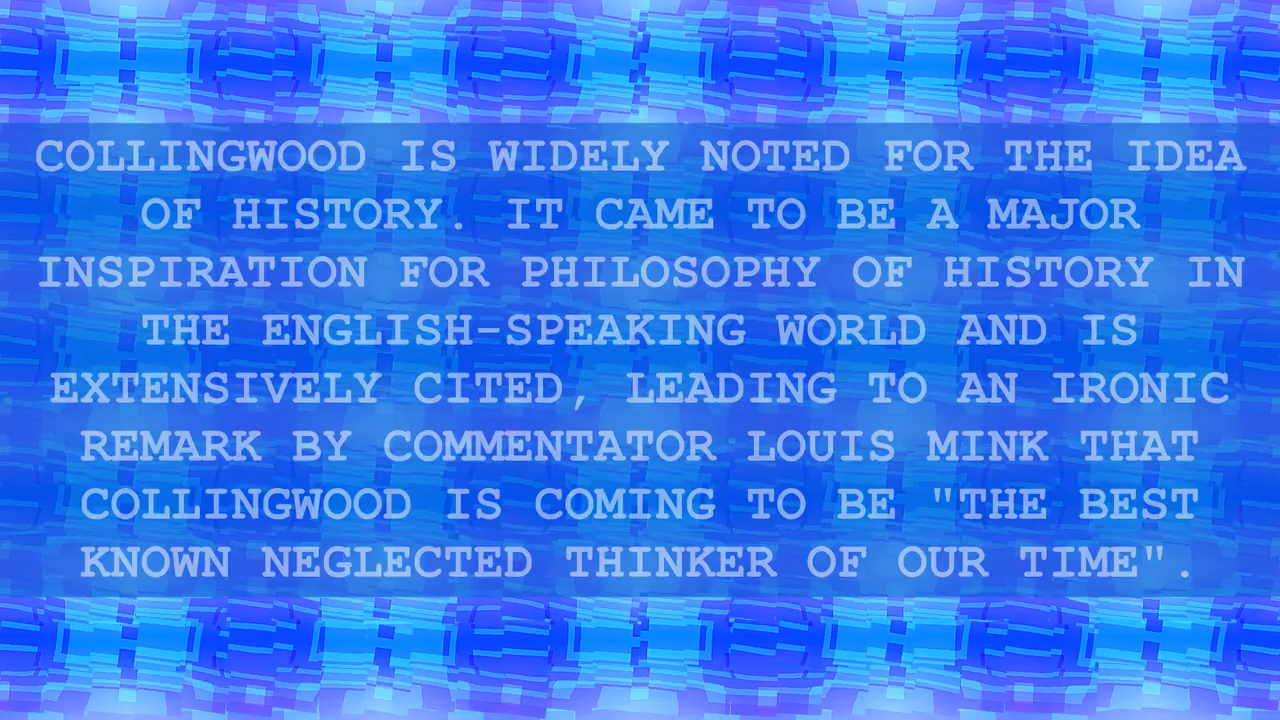 COLLINGWOOD IS WIDELY NOTED FOR THE IDEA
OF HISTORY. IT CAME TO BE A MAJOR
INSPIRATION FOR PHILOSOPHY OF HISTORY IN
THE ENGLISH-SPEAKING WORLD AND IS
EXTENSIVELY CITED, LEADING TO AN IRONIC
REMARK BY COMMENTATOR LOUIS MINK THAT
COLLINGWOOD IS COMING TO BE "THE BEST
KNOWN NEGLECTED THINKER OF OUR TIME".